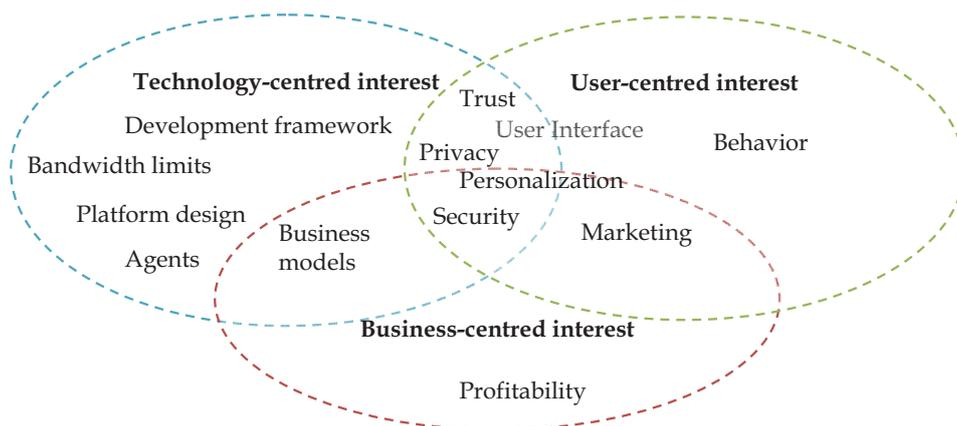 Technology-centred interest
User-centred interest
Trust
Development framework
User Interface
Behavior
Privacy
Bandwidth limits
Personalization
Platform design
Security
Business
models
Marketing
Agents
Business-centred interest
Profitability